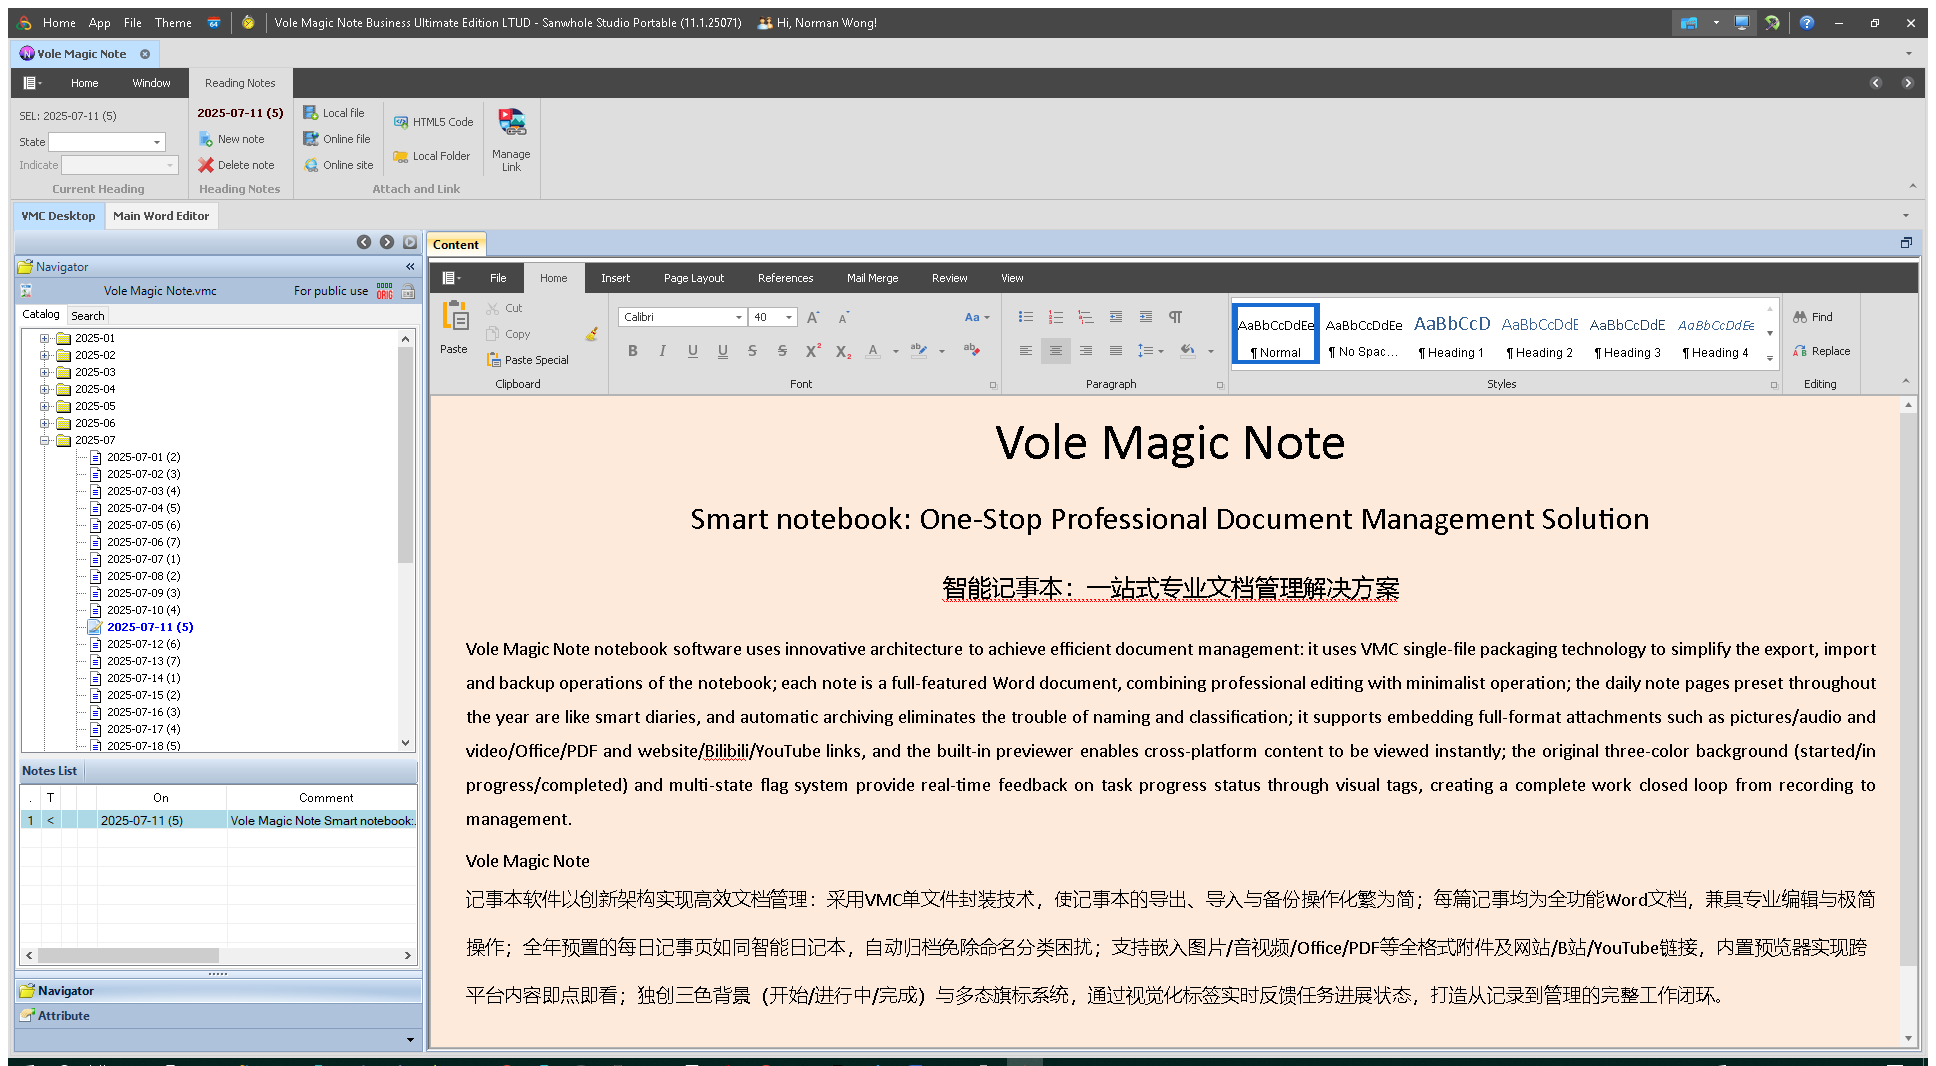 Home App File Theme 64 Vole Magic Note Business Ultimate Edition LTUD - Sanwhole Studio Portable (11.1.25071) Hi, Norman Wong!
Vole Magic Note
Home Window Reading Notes
SEL: 2025-07-11 (5)
State
Indicate
Current Heading
2025-07-11 (5)
New note
Delete note
Heading Notes
Local file
Online file
Online site
HTML5 Code
Local Folder
Manage
Link
Attach and Link
VMC Desktop Main Word Editor
Navigator
Vole Magic Note.vmc For public use
Catalog Search
2025-01
2025-02
2025-03
2025-04
2025-05
2025-06
2025-07
2025-07-01 (2)
2025-07-02 (3)
2025-07-03 (4)
2025-07-04 (5)
2025-07-05 (6)
2025-07-06 (7)
2025-07-07 (1)
2025-07-08 (2)
2025-07-09 (3)
2025-07-10 (4)
2025-07-11 (5)
2025-07-12 (6)
2025-07-13 (7)
2025-07-14 (1)
2025-07-15 (2)
2025-07-16 (3)
2025-07-17 (4)
2025-07-18 (5)
Notes List
. T On Comment
1 < 2025-07-11 (5) Vole Magic Note Smart notebook:
Navigator
Attribute
Content
File Home Insert Page Layout References Mail Merge Review View
Paste
Cut
Copy
Paste Special
Clipboard
Calibri 40
Font
Paragraph
AaBbCcDdEe AaBbCcDdEe AaBbCcD AaBbCcDdE AaBbCcDdE AaBbCcDdEe
¶ Normal ¶ No Spac... ¶ Heading 1 ¶ Heading 2 ¶ Heading 3 ¶ Heading 4
Styles
Find
Replace
Editing
Vole Magic Note
Smart notebook: One-Stop Professional Document Management Solution
智能记事本：一站式专业文档管理解决方案
Vole Magic Note notebook software uses innovative architecture to achieve efficient document management: it uses VMC single-file packaging technology to simplify the export, import
and backup operations of the notebook; each note is a full-featured Word document, combining professional editing with minimalist operation; the daily note pages preset throughout
the year are like smart diaries, and automatic archiving eliminates the trouble of naming and classification; it supports embedding full-format attachments such as pictures/audio and
video/Office/PDF and website/Bilibili/YouTube links, and the built-in previewer enables cross-platform content to be viewed instantly; the original three-color background (started/in
progress/completed) and multi-state flag system provide real-time feedback on task progress status through visual tags, creating a complete work closed loop from recording to
management.
Vole Magic Note
记事本软件以创新架构实现高效文档管理：采用VMC单文件封装技术，使记事本的导出、导入与备份操作化繁为简；每篇记事均为全功能Word文档，兼具专业编辑与极简
操作；全年预置的每日记事页如同智能日记本，自动归档免除命名分类困扰；支持嵌入图片/音视频/Office/PDF等全格式附件及网站/B站/YouTube链接，内置预览器实现跨
平台内容即点即看；独创三色背景（开始/进行中/完成）与多态旗标系统，通过视觉化标签实时反馈任务进展状态，打造从记录到管理的完整工作闭环。